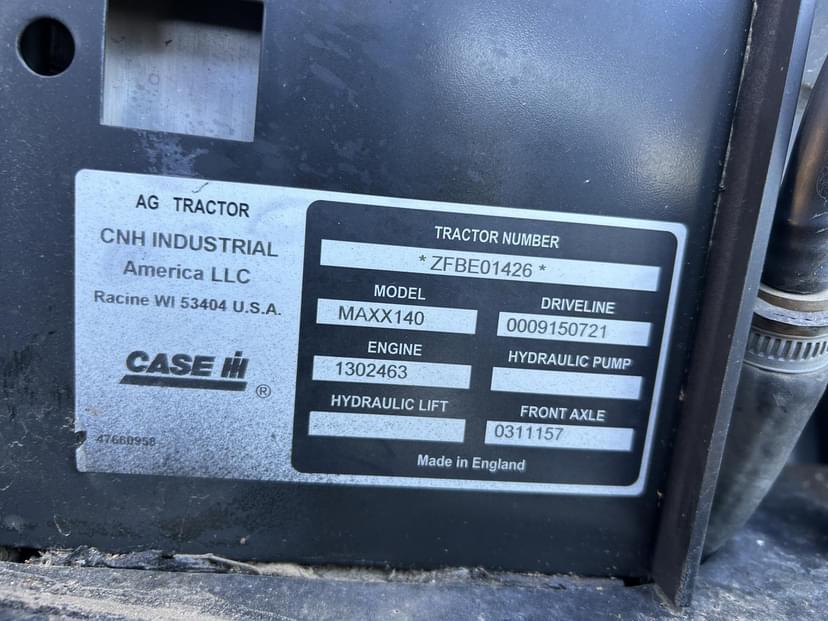 AG TRACTOR
CNH INDUSTRIAL
America LLC
Racine WI 53404 U.S.A.
CASE IH
®
47660958
TRACTOR NUMBER
*ZFBE01426*
MODEL
MAXX140
DRIVELINE
0009150721
ENGINE
1302463
HYDRAULIC PUMP
HYDRAULIC LIFT
FRONT AXLE
0311157
Made in England